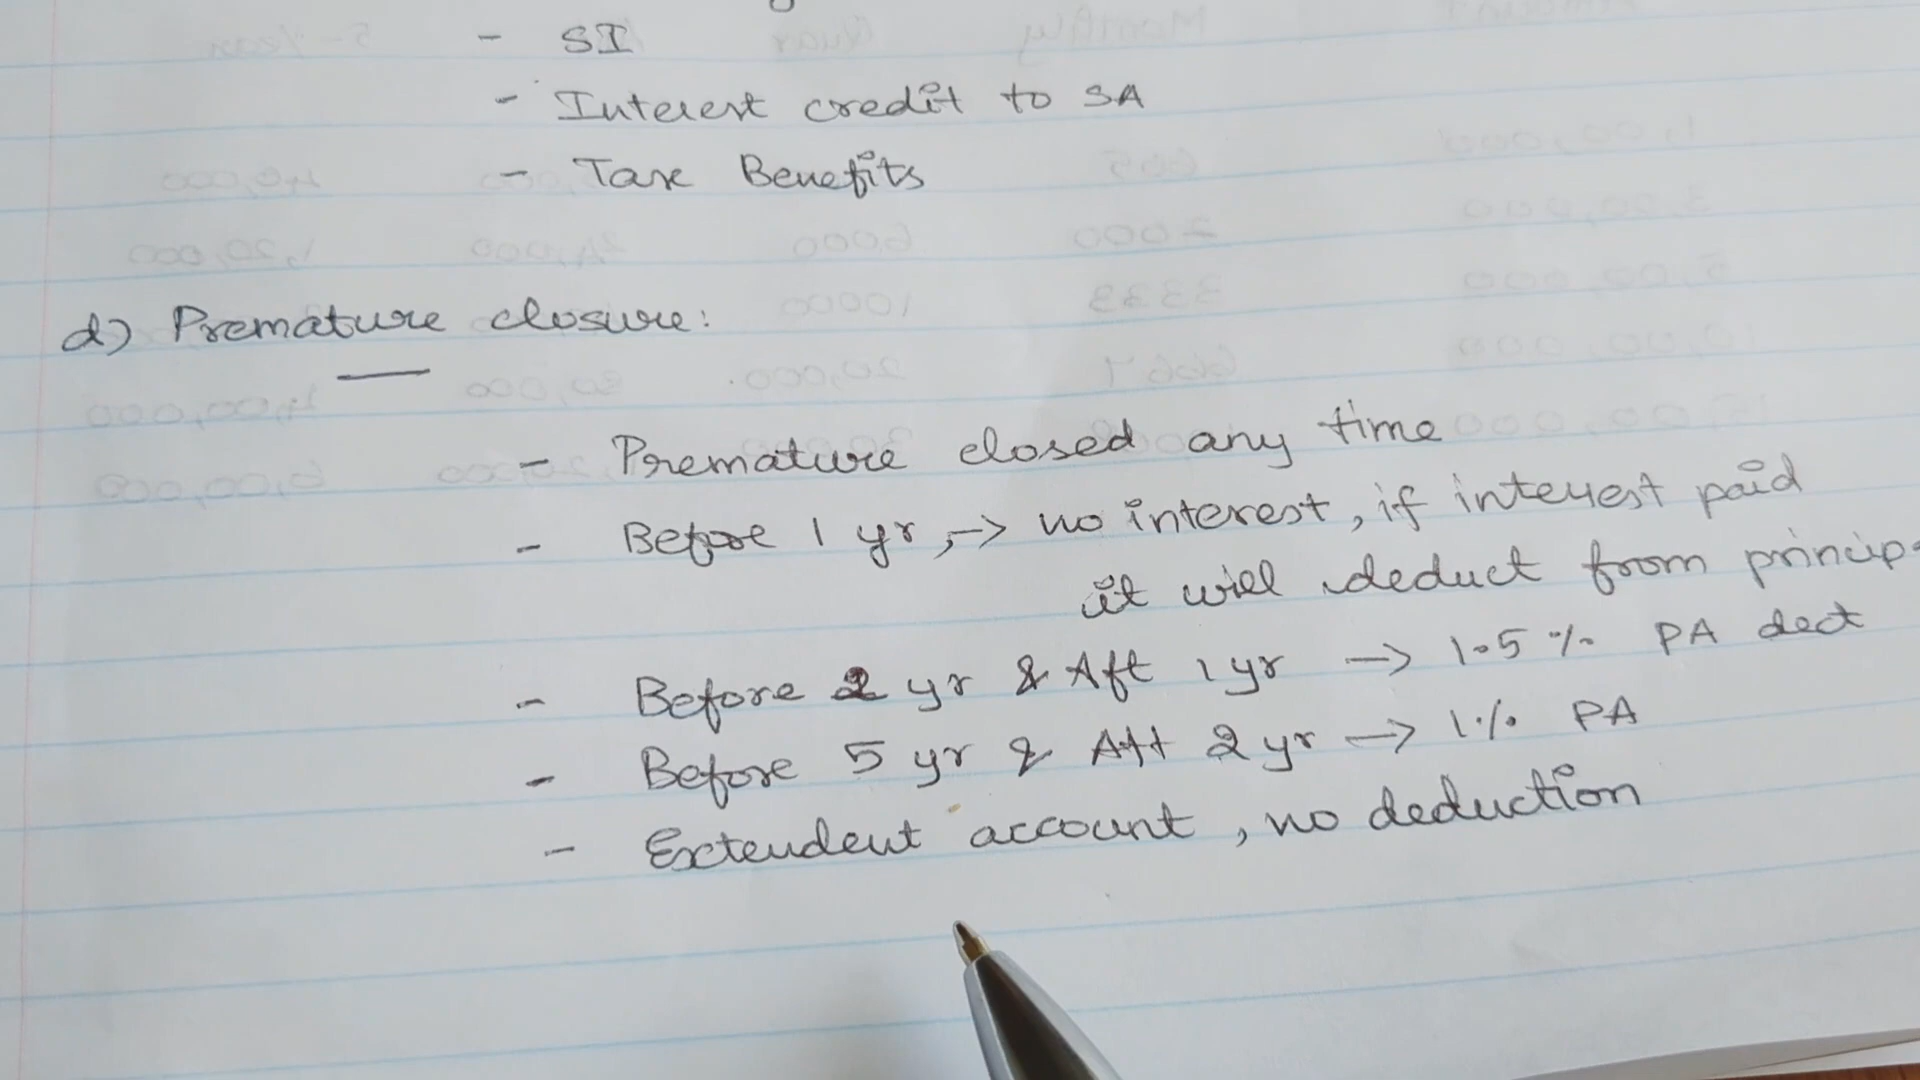 - SI
- Interest credit to SA
- Tax Benefits
d) Premature closure:
- Premature closed any time
- Before 1 yr, -> no interest, if interest paid
it will deduct from princip
- Before 2 yr & Aft 1 yr -> 1.5 % PA dect
- Before 5 yr & Aft 2 yr -> 1% PA
- Extendent account, no deduction